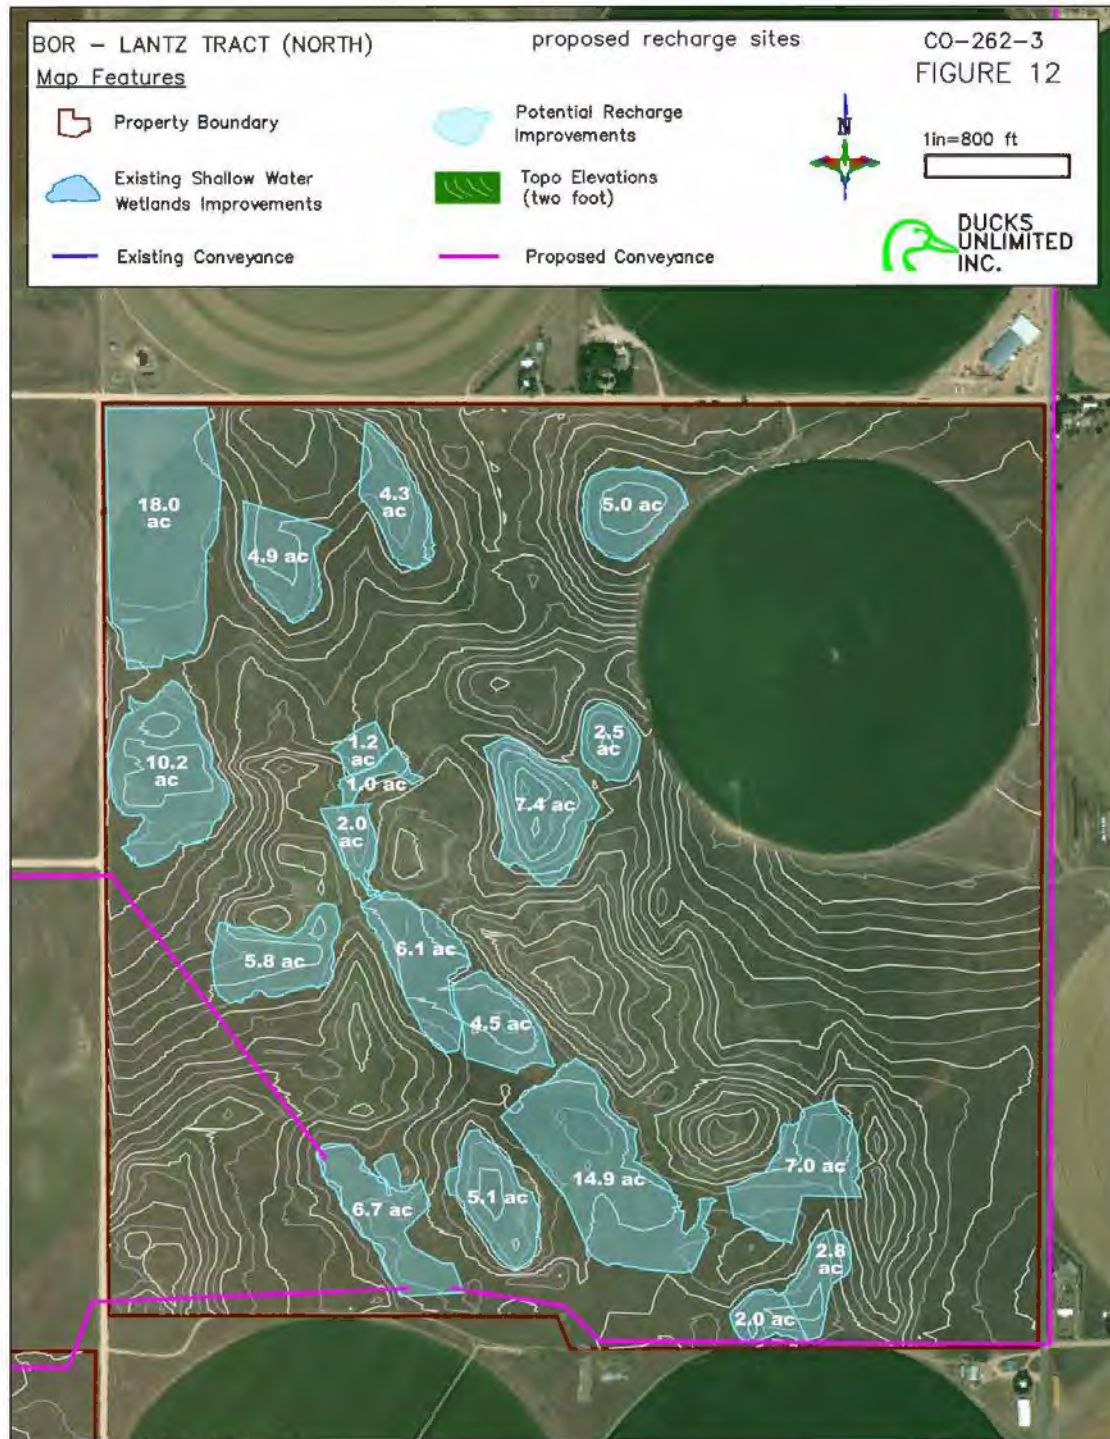 BOR – LANTZ TRACT (NORTH)
proposed recharge sites
CO-262-3
FIGURE 12
Map Features
Property Boundary
Potential Recharge
Improvements
N
1in=800 ft
Existing Shallow Water
Wetlands Improvements
Topo Elevations
(two foot)
Existing Conveyance
Proposed Conveyance
DUCKS
UNLIMITED
INC.
18.0
ac
4.3
ac
5.0 ac
4.9 ac
2.5
ac
1.2
ac
10.2
ac
1.0 ac
7.4 ac
2.0
ac
6.1 ac
5.8 ac
4.5 ac
7.0 ac
14.9 ac
5.1 ac
6.7 ac
2.8
ac
2.0 ac